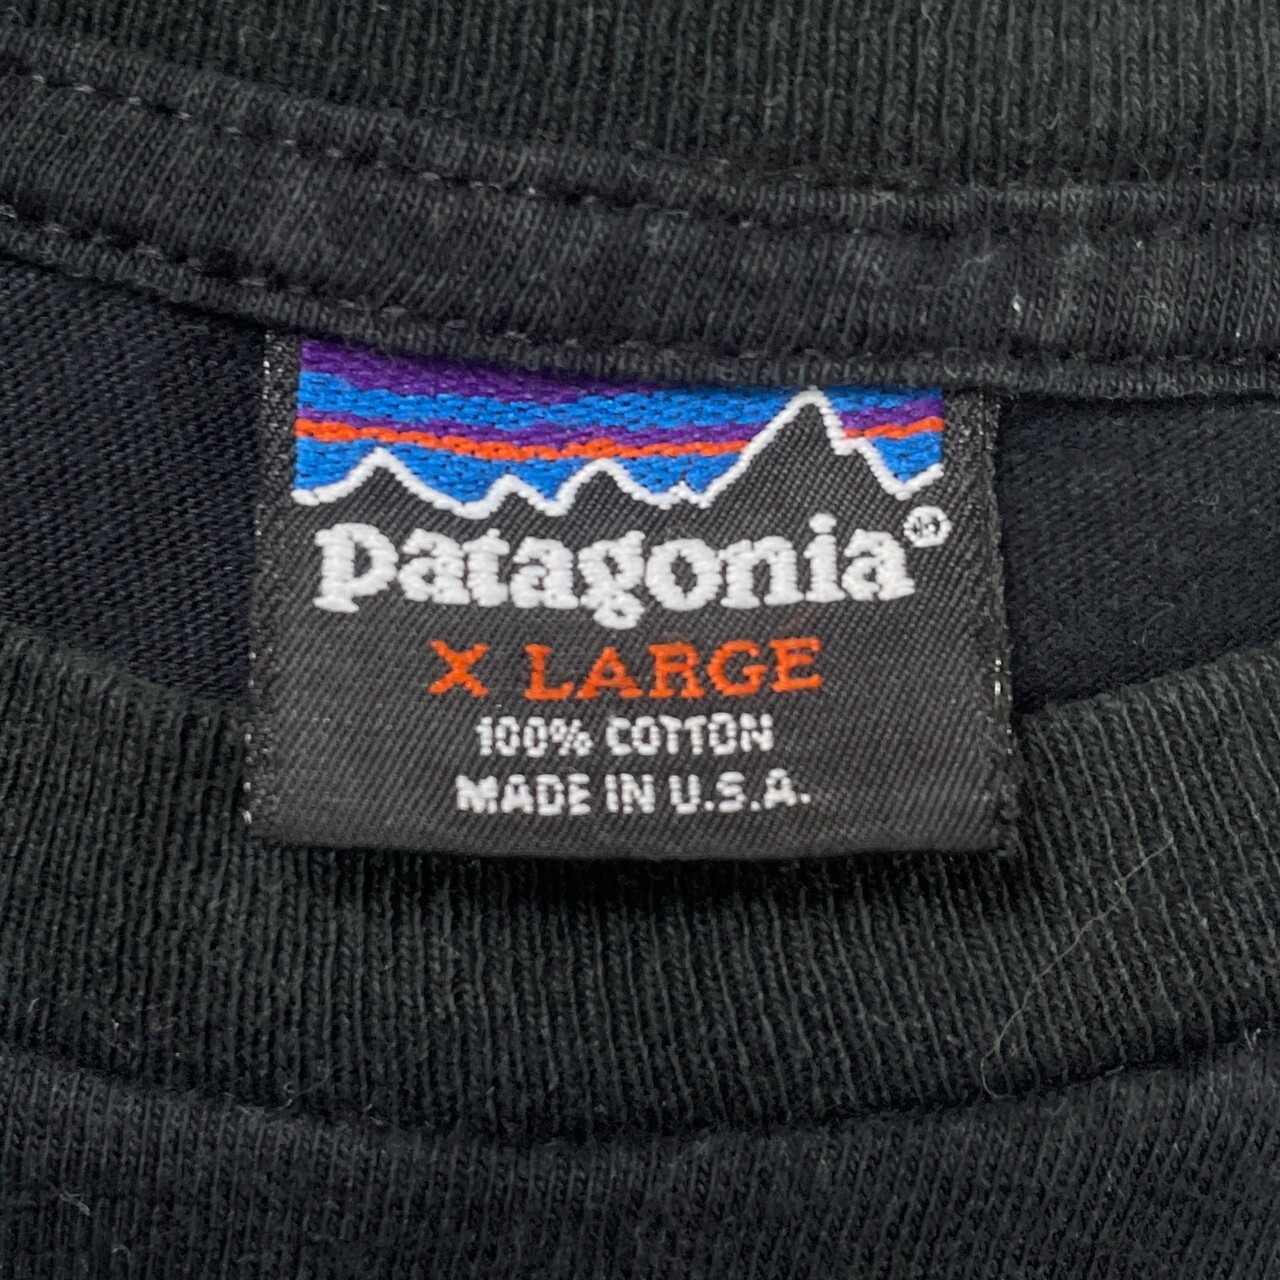 patagonia®
X LARGE
100% COTTON
MADE IN U.S.A.